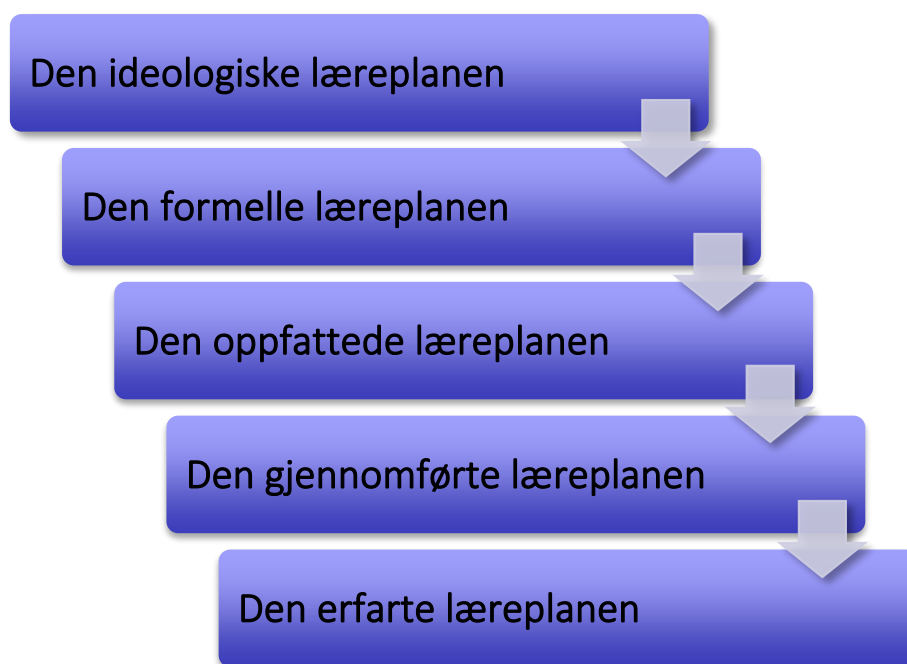 Den ideologiske læreplanen
Den formelle læreplanen
Den oppfattede læreplanen
Den gjennomførte læreplanen
Den erfarte læreplanen